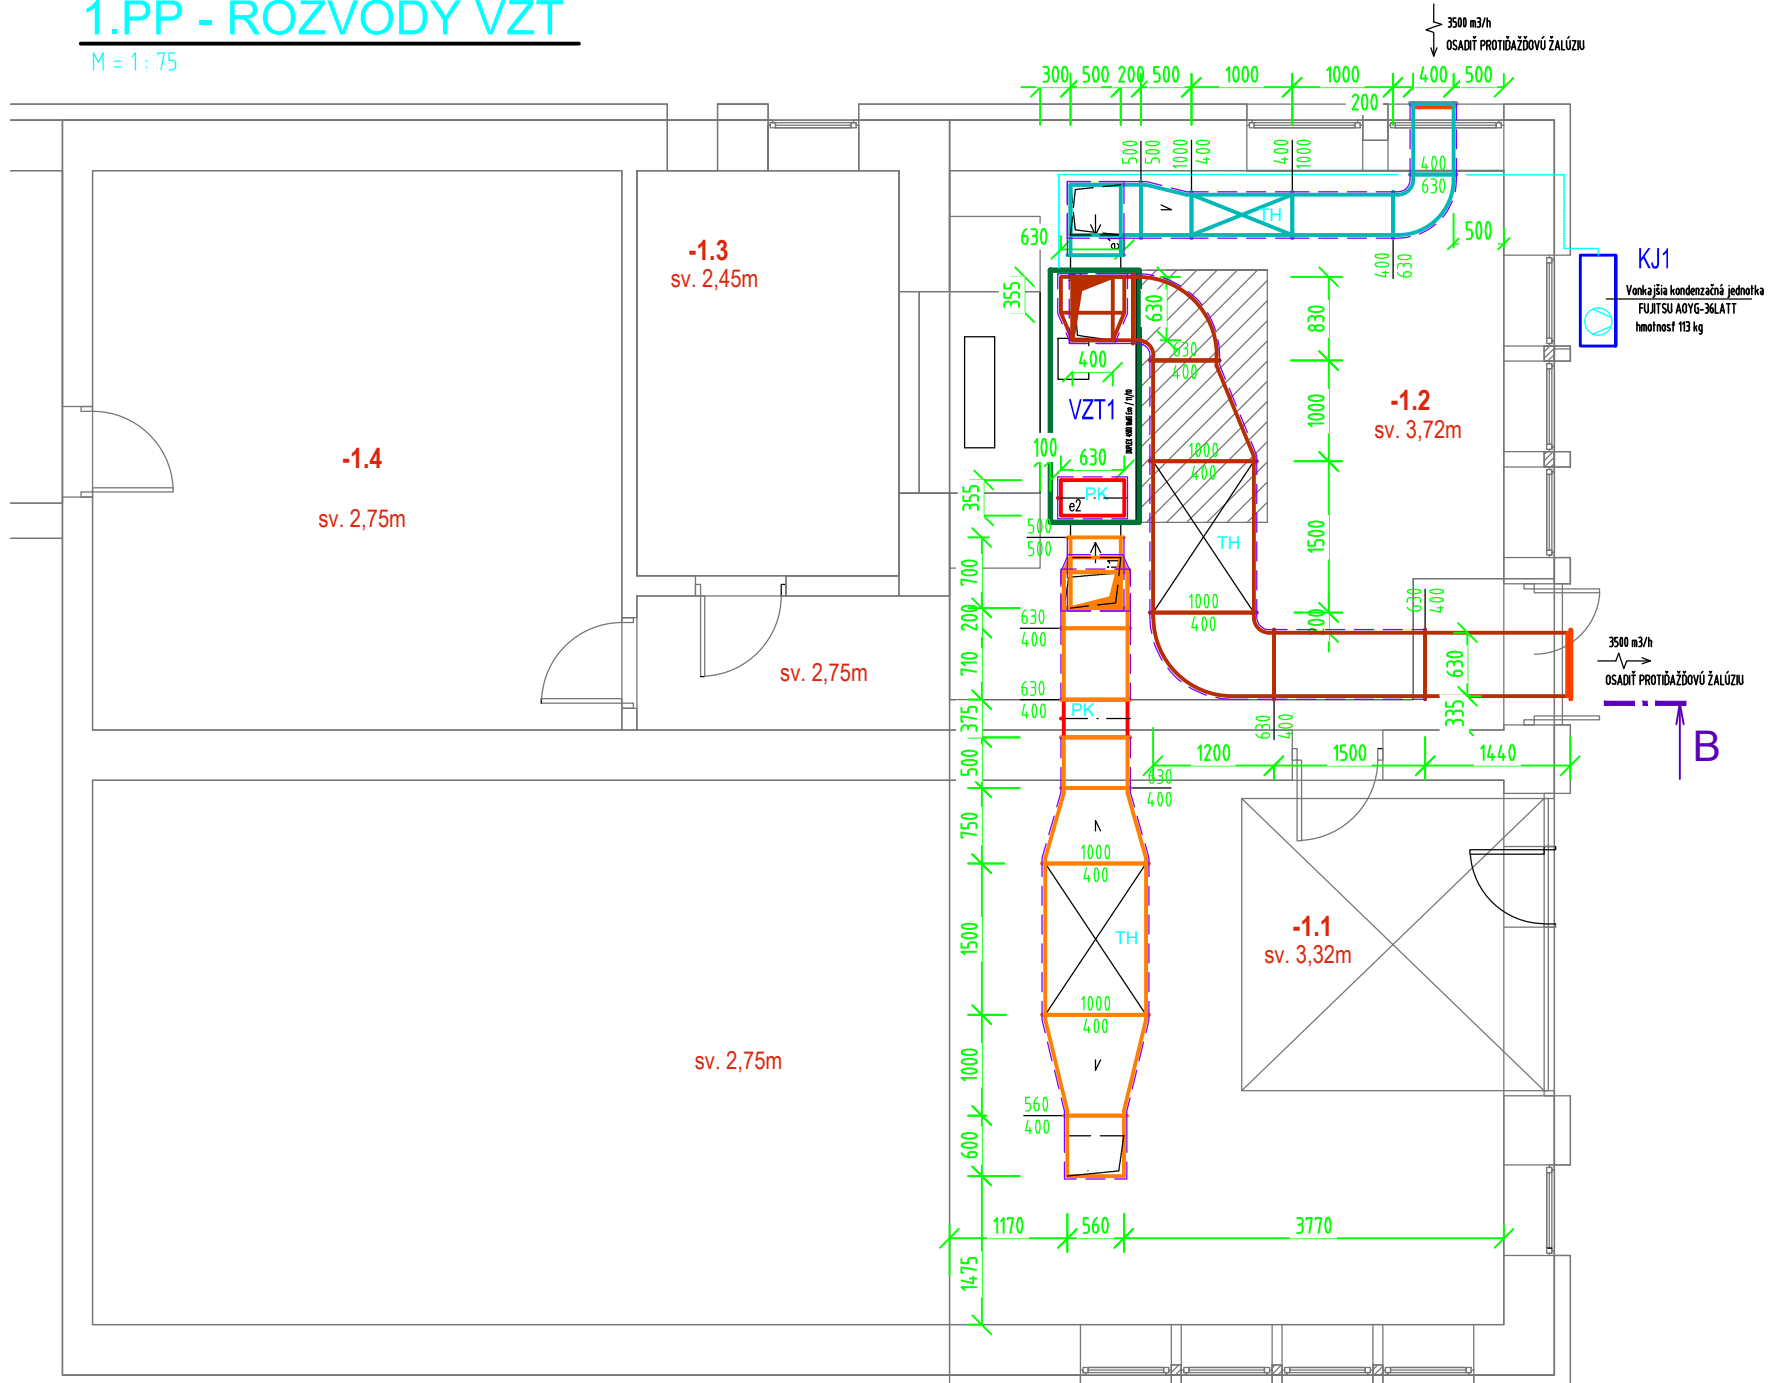 1.PP - ROZVODY VZT
M = 1 : 75
3500 m3/h
OSADIŤ PROTIDAŽĎOVÚ ŽALÚZIU
300 500 200 500 1000 1000 400 500
200
500 500 1000 400 400 1000
400
630
TH
e1
630
500
400 630
KJ1
Vonkajšia kondenzačná jednotka
FUJITSU AOYG-36LATT
hmotnosť 113 kg
-1.3
sv. 2,45m
355
630
830
630
400
400
VZT1
1000
-1.2
sv. 3,72m
-1.4
sv. 2,75m
100
630
1000
400
355
PK
e2
500
500
1500
TH
i1
700
200
630
400
1000
400
200
630 400
3500 m3/h
OSADIŤ PROTIDAŽĎOVÚ ŽALÚZIU
sv. 2,75m
710
630
630
400
PK
375
335
630 400
B
500
1200
1500
1440
630
400
750
1000
400
1500
TH
-1.1
sv. 3,32m
1000
400
sv. 2,75m
1000
560
400
600
1170
560
3770
1475